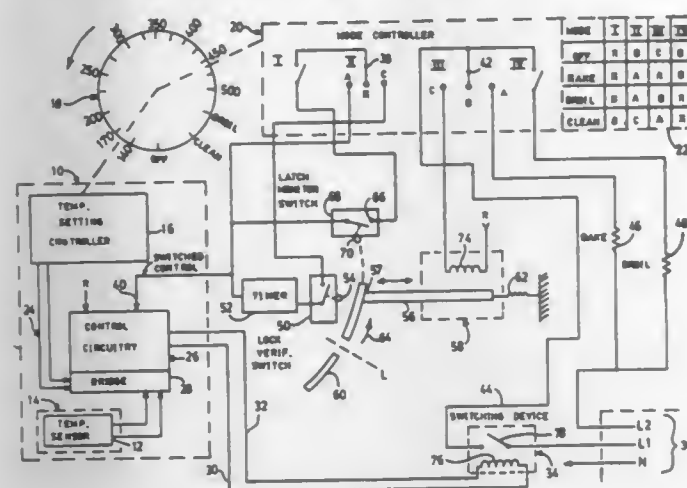 350
400
450
500
BROIL
CLEAN
OFF
140
170
200
250
300
18
20
MODE CONTROLLER
I
II
38
A
B
C
III
42
IV
C
B
A
MODE I II III IV
OFF
BAKE
BROIL
CLEAN
22
10
TEMP.
SETTING
CONTROLLER
16
SWITCHED
CONTROL
LATCH
MONITOR
SWITCH
68
66
70
74
R
BAKE
46
BROIL
48
R
40
52
TIMER
54
50
57
56
62
58
64
LOCK
VERIF.
SWITCH
L
60
24
CONTROL
CIRCUITRY
26
BRIDGE
28
14
TEMP.
SENSOR
12
32
30
44
SWITCHING DEVICE
78
76
34
L2
L1
N